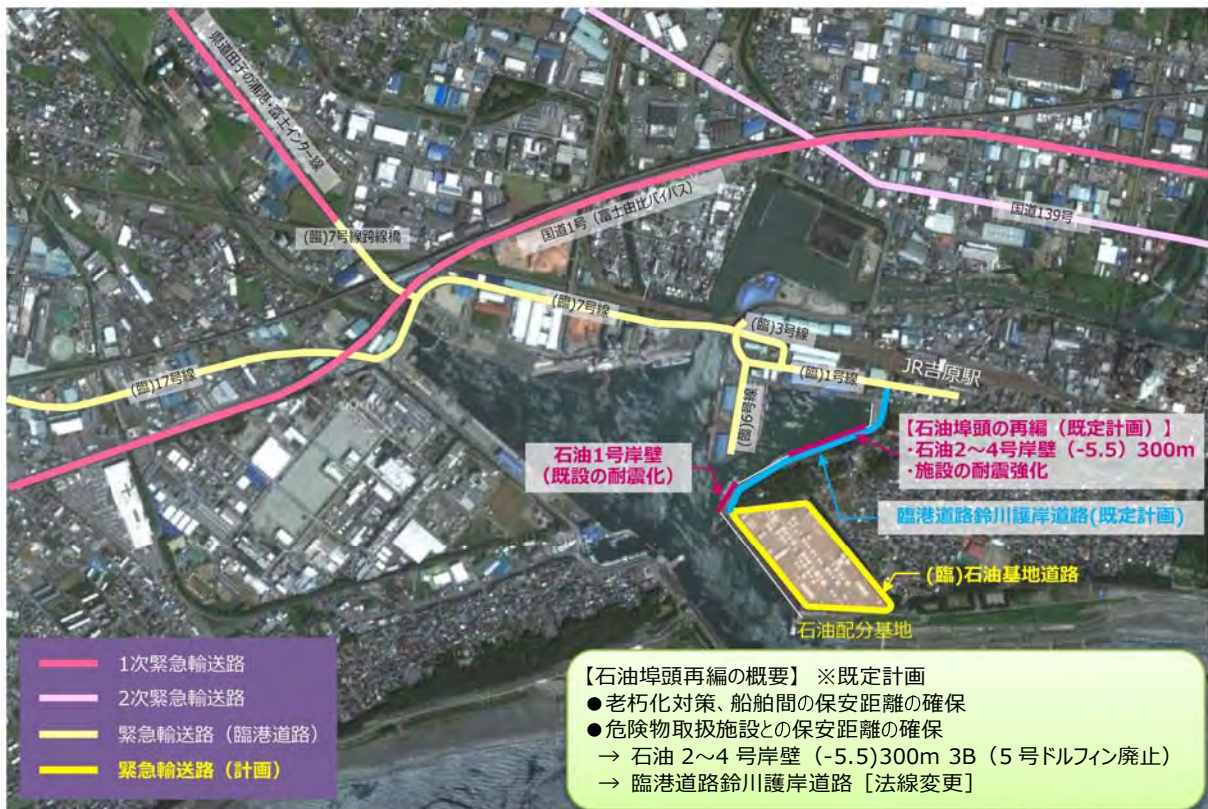 県道田子の浦港・富士インター線
(臨)7号線跨線橋
国道1号（富士由比バイパス）
国道139号
(臨)7号線
(臨)3号線
JR吉原駅
(臨)1号線
(臨)17号線
(臨)6号線
【石油埠頭の再編（既定計画）】
・石油2～4号岸壁（-5.5）300m
・施設の耐震強化
石油1号岸壁
（既設の耐震化）
臨港道路鈴川護岸道路(既定計画)
(臨)石油基地道路
石油配分基地
1次緊急輸送路
2次緊急輸送路
緊急輸送路（臨港道路）
緊急輸送路（計画）
【石油埠頭再編の概要】 ※既定計画
●老朽化対策、船舶間の保安距離の確保
●危険物取扱施設との保安距離の確保
→ 石油 2～4 号岸壁（-5.5)300m 3B（5 号ドルフィン廃止）
→ 臨港道路鈴川護岸道路［法線変更］